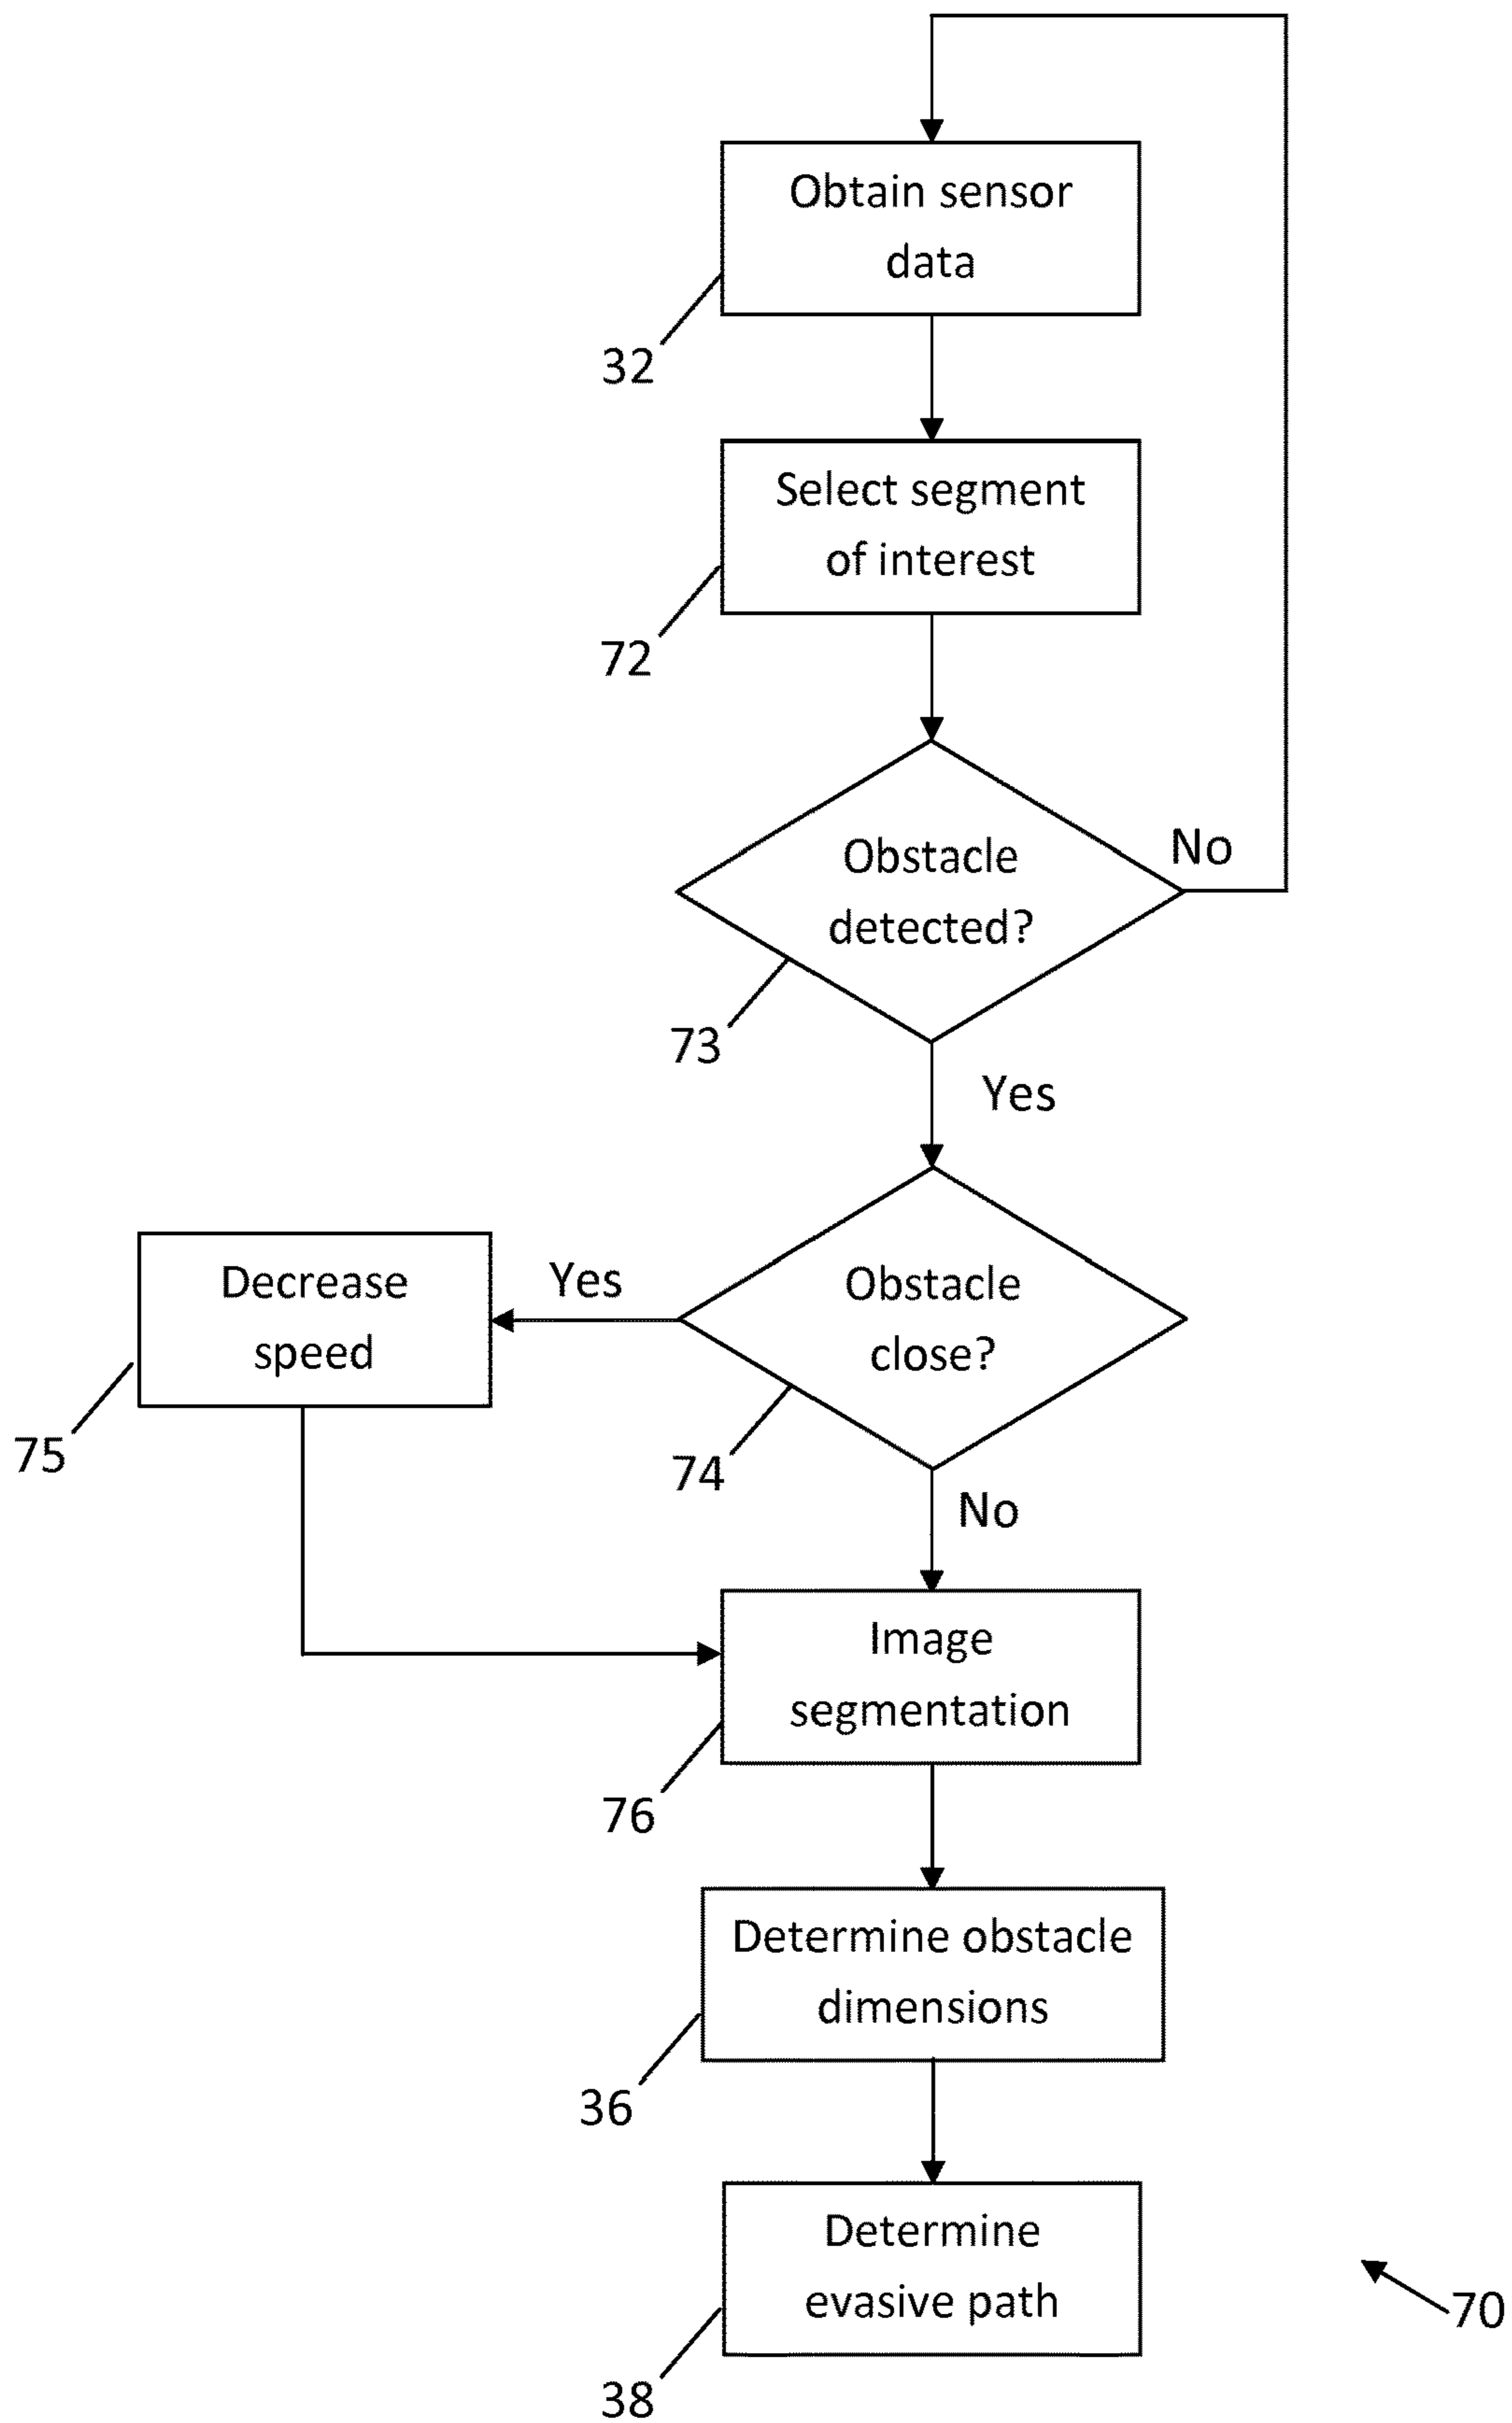 Obtain sensor
data
32
Select segment
of interest
72
No
Obstacle
detected?
73
Yes
Decrease
speed
75
Yes
Obstacle
close?
74
No
Image
segmentation
76
Determine obstacle
dimensions
36
Determine
evasive path
38
70